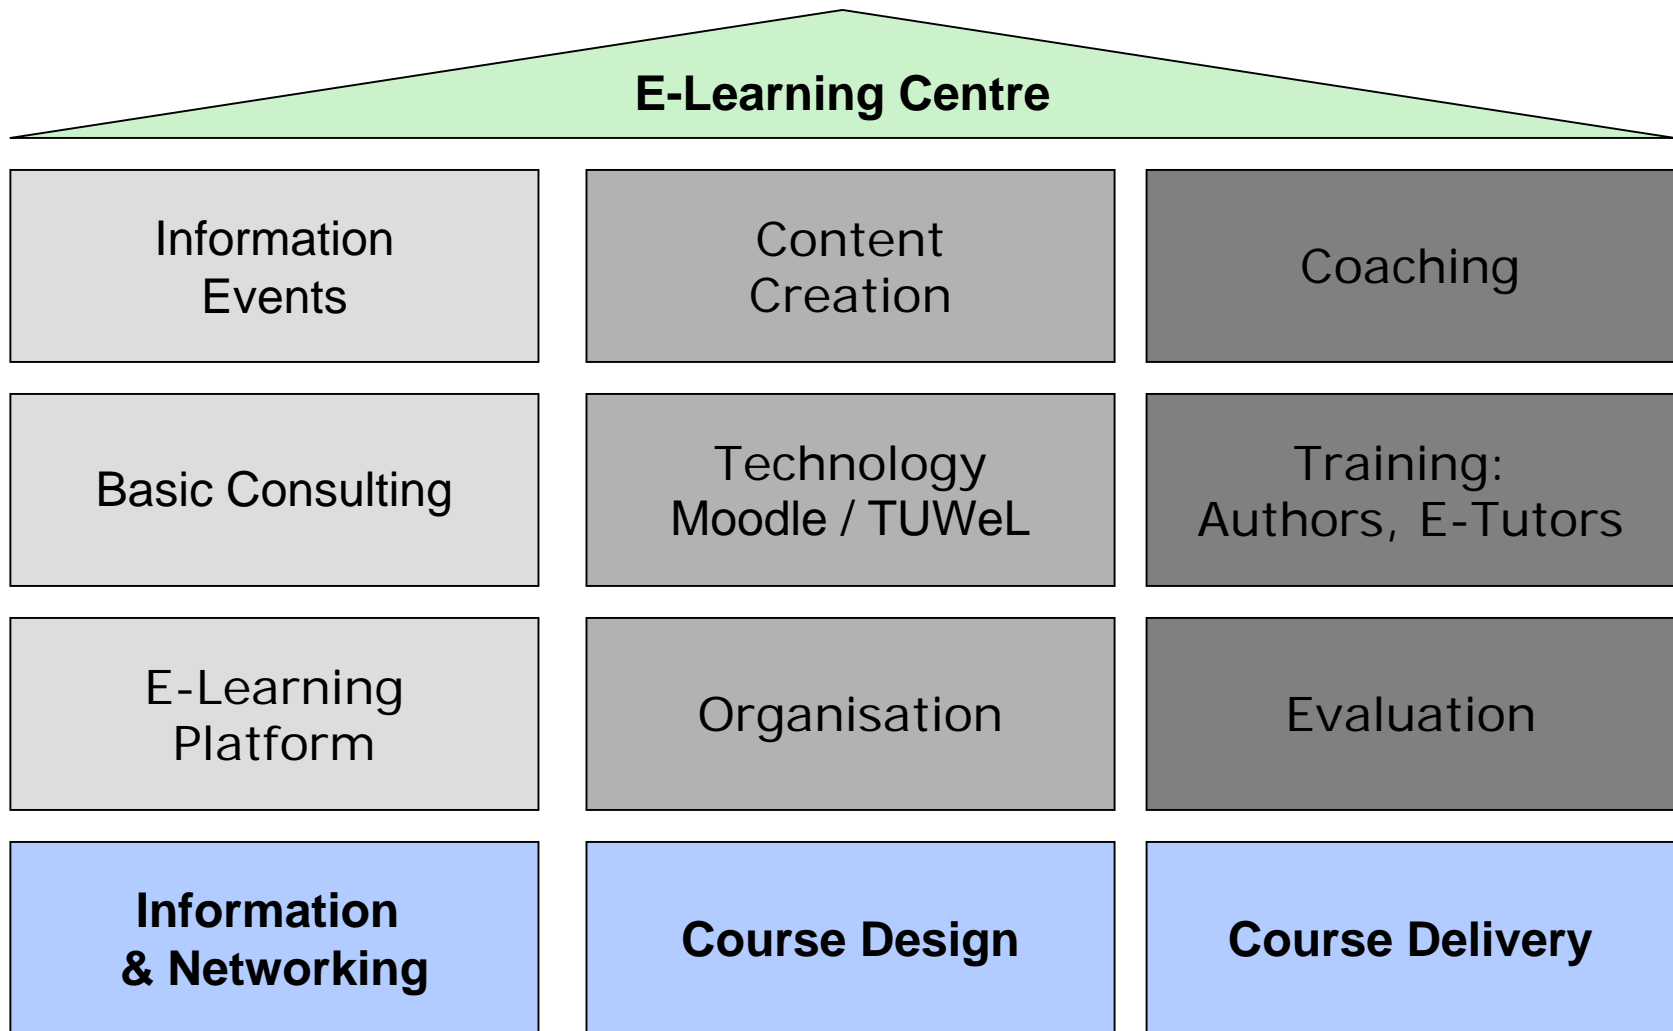 E-Learning Centre
Information
Events
Content
Creation
Coaching
Basic Consulting
Technology
Moodle / TUWeL
Training:
Authors, E-Tutors
E-Learning
Platform
Organisation
Evaluation
Information
& Networking
Course Design
Course Delivery